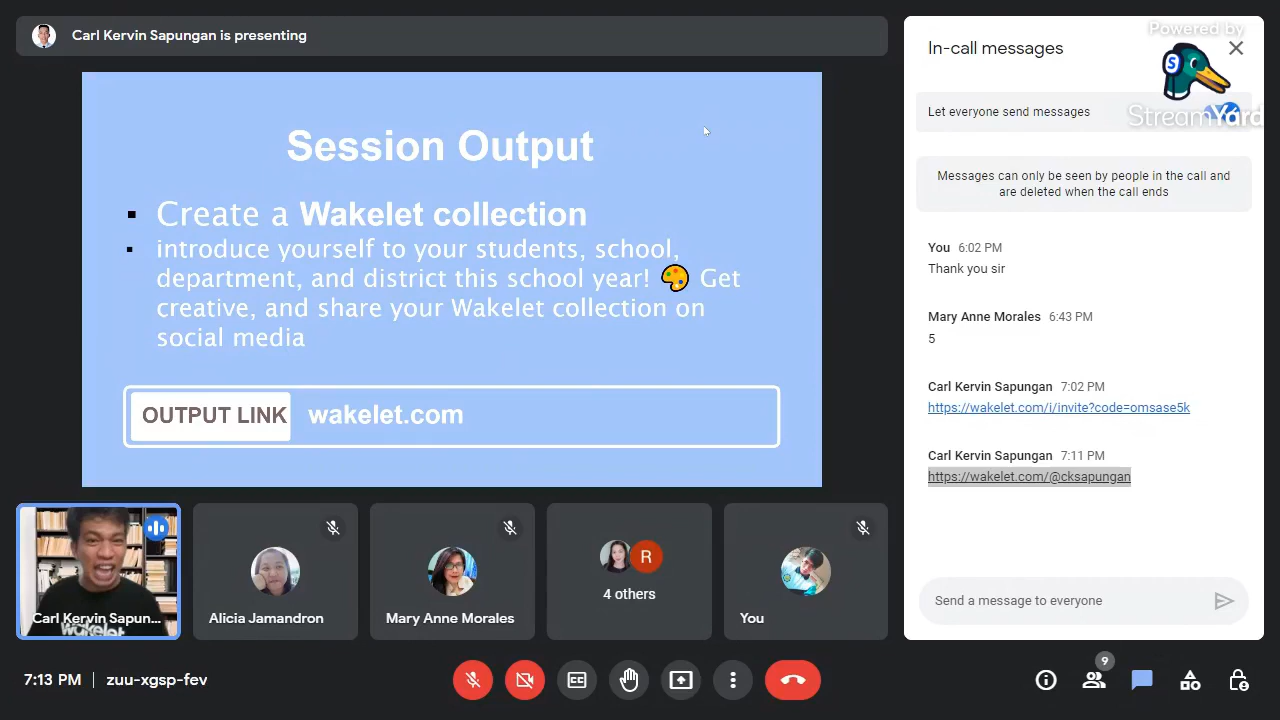 Carl Kervin Sapungan is presenting
Session Output
▪ Create a Wakelet collection
▪ introduce yourself to your students, school,
department, and district this school year! 🎨 Get
creative, and share your Wakelet collection on
social media
OUTPUT LINK wakelet.com
Carl Kervin Sapun...
wakelet
Alicia Jamandron
Mary Anne Morales
R
4 others
You
7:13 PM | zuu-xgsp-fev
9
In-call messages
Powered by
S
StreamYard
Let everyone send messages
Messages can only be seen by people in the call and
are deleted when the call ends
You 6:02 PM
Thank you sir
Mary Anne Morales 6:43 PM
5
Carl Kervin Sapungan 7:02 PM
https://wakelet.com/i/invite?code=omsase5k
Carl Kervin Sapungan 7:11 PM
https://wakelet.com/@cksapungan
Send a message to everyone